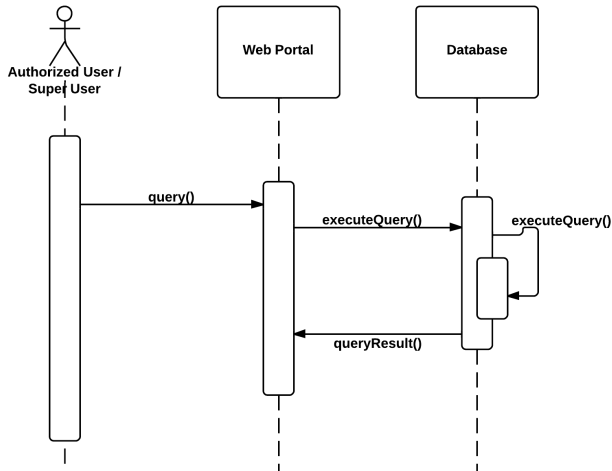 Web Portal
Database
Authorized User /
Super User
query()
executeQuery()
executeQuery()
queryResult()